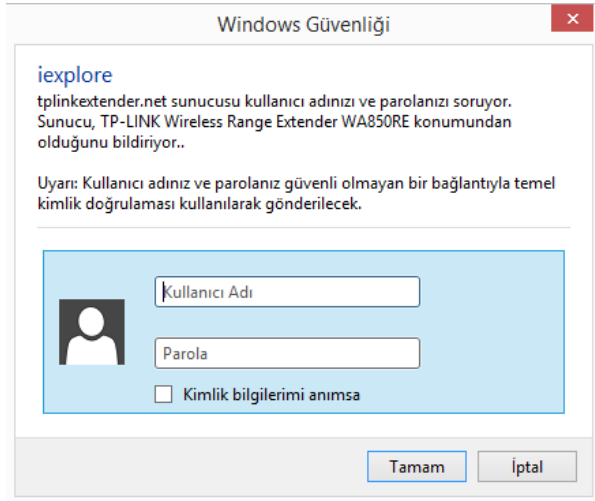 Windows Güvenliği
iexplore
tplinkextender.net sunucusu kullanıcı adınızı ve parolanızı soruyor.
Sunucu, TP-LINK Wireless Range Extender WA850RE konumundan
olduğunu bildiriyor..
Uyarı: Kullanıcı adınız ve parolanız güvenli olmayan bir bağlantıyla temel
kimlik doğrulaması kullanılarak gönderilecek.
Kullanıcı Adı
Parola
Kimlik bilgilerimi anımsa
Tamam İptal